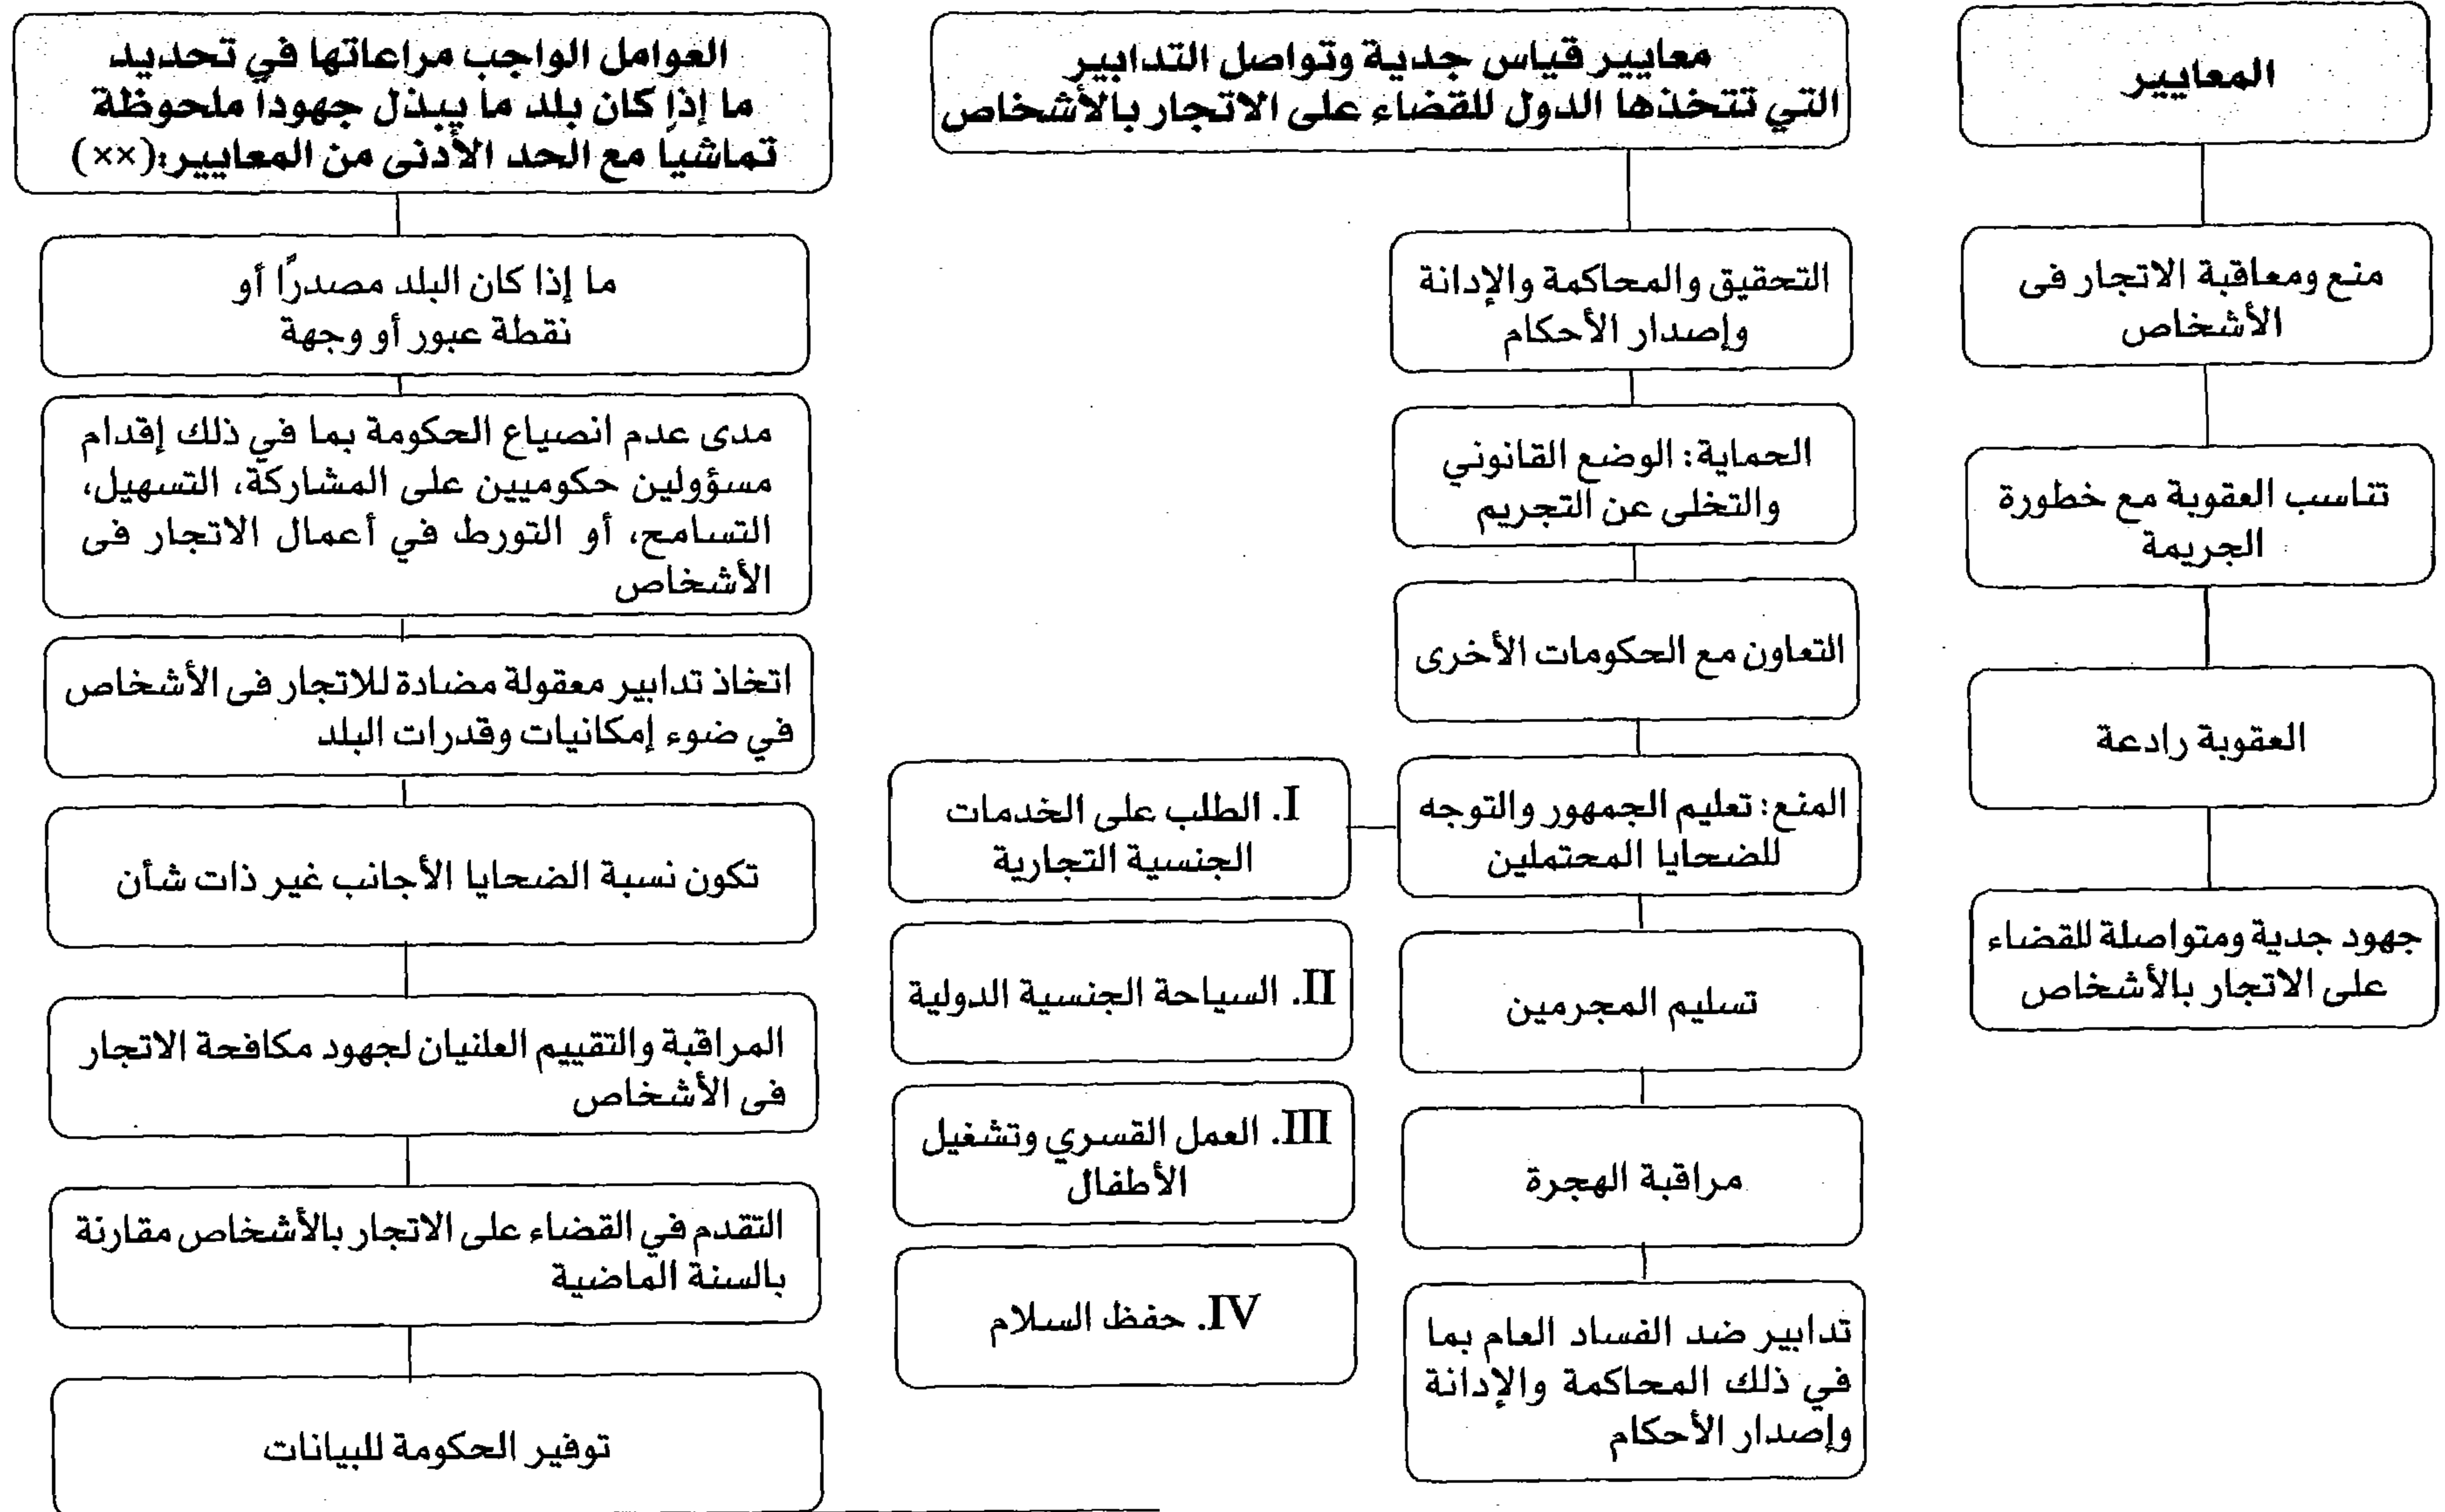 المعايير
منع ومعاقبة الاتجار فى
الأشخاص
تناسب العقوبة مع خطورة
الجريمة
العقوبة رادعة
جهود جدية ومتواصلة للقضاء
على الاتجار بالأشخاص
معايير قياس جدية وتواصل التدابير
التي تتخذها الدول للقضاء على الاتجار بالأشخاص
التحقيق والمحاكمة والإدانة
وإصدار الأحكام
الحماية: الوضع القانوني
والتخلى عن التجريم
التعاون مع الحكومات الأخرى
المنع: تعليم الجمهور والتوجه
للضحايا المحتملين
تسليم المجرمين
مراقبة الهجرة
تدابير ضد الفساد العام بما
في ذلك المحاكمة والإدانة
وإصدار الأحكام
I. الطلب على الخدمات
الجنسية التجارية
II. السياحة الجنسية الدولية
III. العمل القسري وتشغيل
الأطفال
IV. حفظ السلام
العوامل الواجب مراعاتها في تحديد
ما إذا كان بلد ما يبذل جهوداً ملحوظة
تماشياً مع الحد الأدنى من المعايير:(××)
ما إذا كان البلد مصدرًا أو
نقطة عبور أو وجهة
مدى عدم انصياع الحكومة بما في ذلك إقدام
مسؤولين حكوميين على المشاركة، التسهيل،
التسامح، أو التورط في أعمال الاتجار فى
الأشخاص
اتخاذ تدابير معقولة مضادة للاتجار فى الأشخاص
في ضوء إمكانيات وقدرات البلد
تكون نسبة الضحايا الأجانب غير ذات شأن
المراقبة والتقييم العلنيان لجهود مكافحة الاتجار
فى الأشخاص
التقدم في القضاء على الاتجار بالأشخاص مقارنة
بالسنة الماضية
توفير الحكومة للبيانات